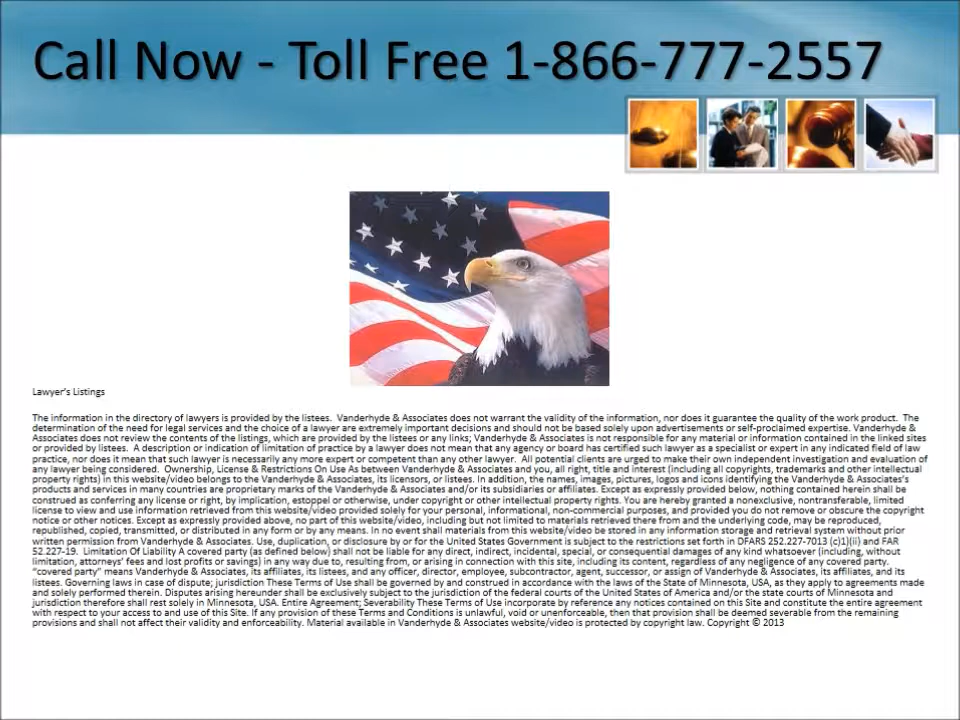 Call Now - Toll Free 1-866-777-2557
Lawyer's Listings
The information in the directory of lawyers is provided by the listees.  Vanderhyde & Associates does not warrant the validity of the information, nor does it guarantee the quality of the work product.  The
determination of the need for legal services and the choice of a lawyer are extremely important decisions and should not be based solely upon advertisements or self-proclaimed expertise. Vanderhyde &
Associates does not review the contents of the listings, which are provided by the listees or any links; Vanderhyde & Associates is not responsible for any material or information contained in the linked sites
or provided by listees.  A description or indication of limitation of practice by a lawyer does not mean that any agency or board has certified such lawyer as a specialist or expert in any indicated field of law
practice, nor does it mean that such lawyer is necessarily any more expert or competent than any other lawyer.  All potential clients are urged to make their own independent investigation and evaluation of
any lawyer being considered.  Ownership, License & Restrictions On Use As between Vanderhyde & Associates and you, all right, title and interest (including all copyrights, trademarks and other intellectual
property rights) in this website/video belongs to the Vanderhyde & Associates, its licensors, or listees. In addition, the names, images, pictures, logos and icons identifying the Vanderhyde & Associates's
products and services in many countries are proprietary marks of the Vanderhyde & Associates and/or its subsidiaries or affiliates. Except as expressly provided below, nothing contained herein shall be
construed as conferring any license or right, by implication, estoppel or otherwise, under copyright or other intellectual property rights. You are hereby granted a nonexclusive, nontransferable, limited
license to view and use information retrieved from this website/video provided solely for your personal, informational, non-commercial purposes, and provided you do not remove or obscure the copyright
notice or other notices. Except as expressly provided above, no part of this website/video, including but not limited to materials retrieved there from and the underlying code, may be reproduced,
republished, copied, transmitted, or distributed in any form or by any means. In no event shall materials from this website/video be stored in any information storage and retrieval system without prior
written permission from Vanderhyde & Associates. Use, duplication, or disclosure by or for the United States Government is subject to the restrictions set forth in DFARS 252.227-7013 (c)1)(ii) and FAR
52.227-19.  Limitation Of Liability A covered party (as defined below) shall not be liable for any direct, indirect, incidental, special, or consequential damages of any kind whatsoever (including, without
limitation, attorneys' fees and lost profits or savings) in any way due to, resulting from, or arising in connection with this site, including its content, regardless of any negligence of any covered party.
“covered party” means Vanderhyde & Associates, its affiliates, its listees, and any officer, director, employee, subcontractor, agent, successor, or assign of Vanderhyde & Associates, its affiliates, and its
listees. Governing laws in case of dispute; jurisdiction These Terms of Use shall be governed by and construed in accordance with the laws of the State of Minnesota, USA, as they apply to agreements made
and solely performed therein. Disputes arising hereunder shall be exclusively subject to the jurisdiction of the federal courts of the United States of America and/or the state courts of Minnesota and
jurisdiction therefore shall rest solely in Minnesota, USA. Entire Agreement; Severability These Terms of Use incorporate by reference any notices contained on this Site and constitute the entire agreement
with respect to your access to and use of this Site. If any provision of these Terms and Conditions is unlawful, void or unenforceable, then that provision shall be deemed severable from the remaining
provisions and shall not affect their validity and enforceability. Material available in Vanderhyde & Associates website/video is protected by copyright law. Copyright © 2013